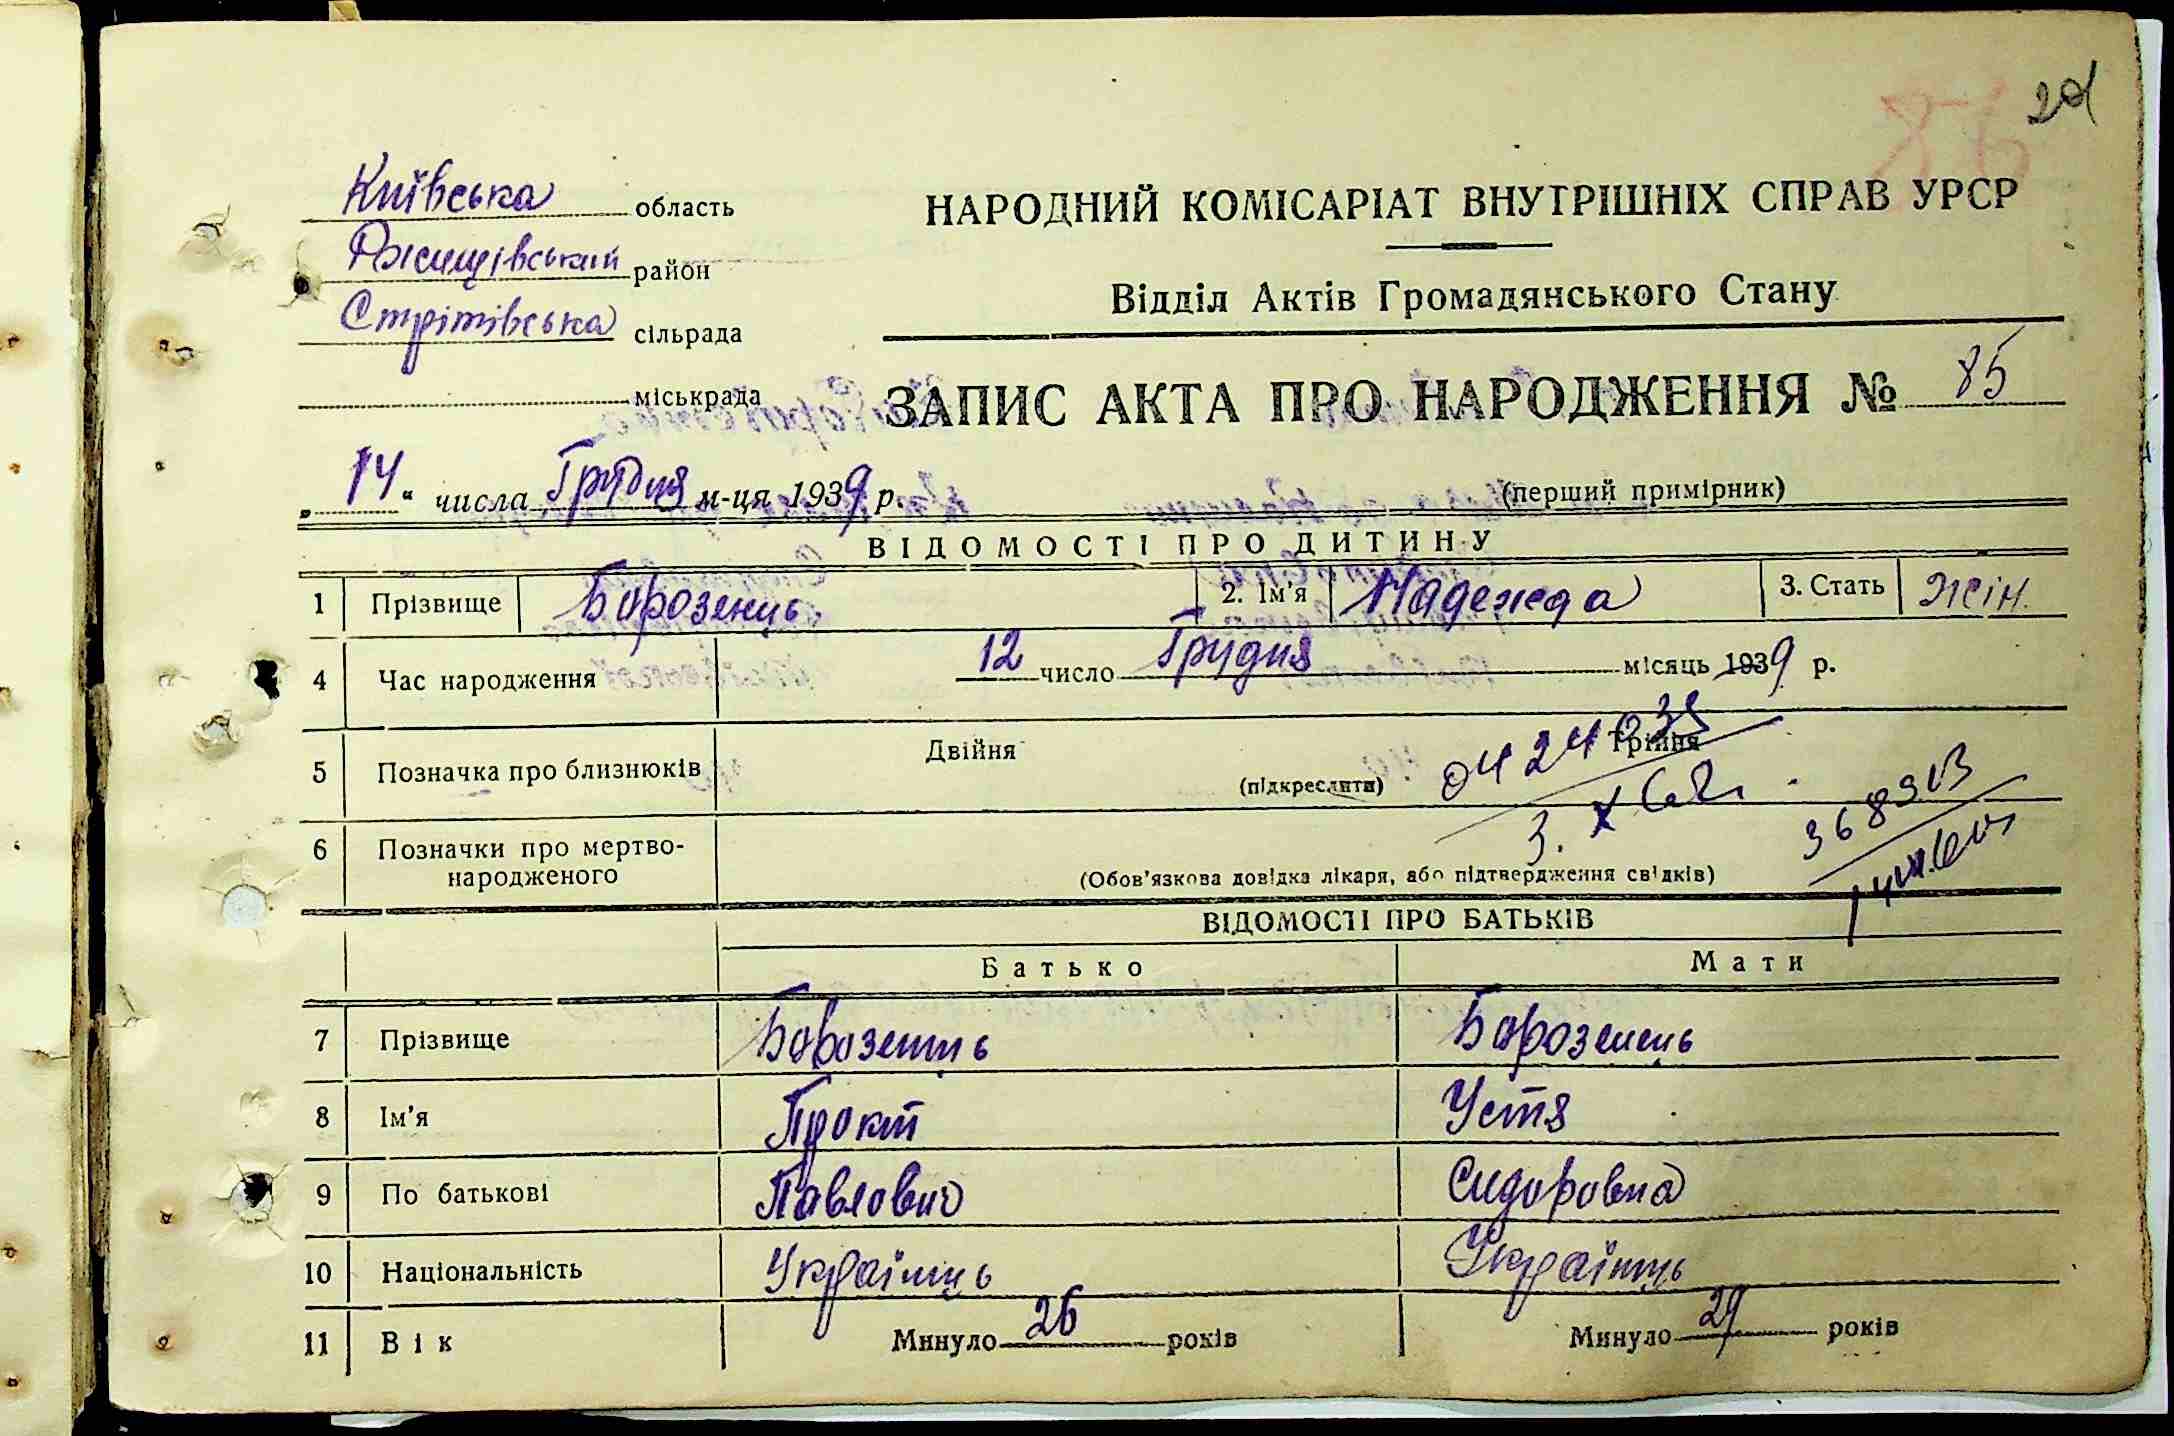 Київська область
Ржищівський район
Стрітівська сільрада
міськрада
НАРОДНИЙ КОМІСАРІАТ ВНУТРІШНІХ СПРАВ УРСР
Відділ Актів Громадянського Стану
ЗАПИС АКТА ПРО НАРОДЖЕННЯ № 85
„14“ числа Грудня м-ця 1939 р.
(перший примірник)
ВІДОМОСТІ ПРО ДИТИНУ
1 Прізвище Борозенць 2. Ім'я Надежда 3. Стать жін.
4 Час народження 12 число Грудня місяць 1939 р.
5 Позначка про близнюків Двійня (підкреслити) Трійня
6 Позначки про мертво-
народженого
(Обов'язкова довідка лікаря, або підтвердження свідків)
ВІДОМОСТІ ПРО БАТЬКІВ
Батько Мати
7 Прізвище Борозенць Борозенець
8 Ім'я Прокіп Устя
9 По батькові Павлович Сидоровна
10 Національність Українць Українць
11 Вік Минуло 26 років Минуло 29 років